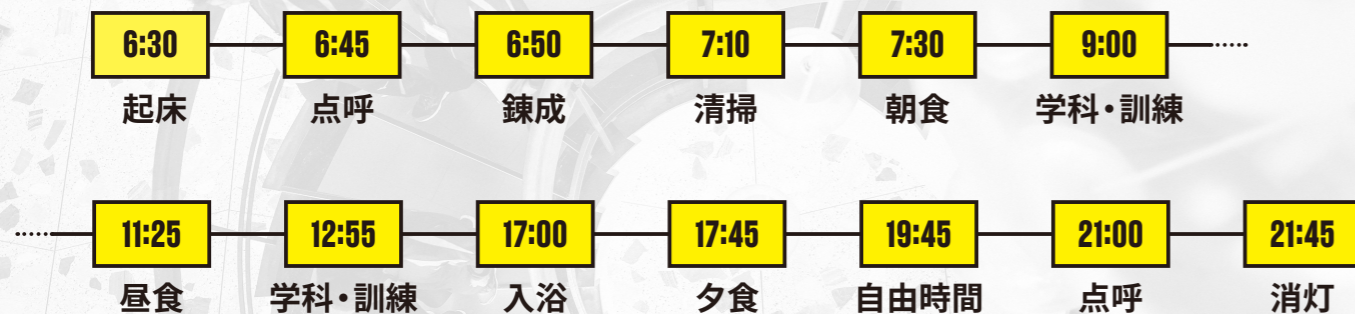 6:30 6:45 6:50 7:10 7:30 9:00
起床 点呼 錬成 清掃 朝食 学科・訓練
11:25 12:55 17:00 17:45 19:45 21:00 21:45
昼食 学科・訓練 入浴 夕食 自由時間 点呼 消灯